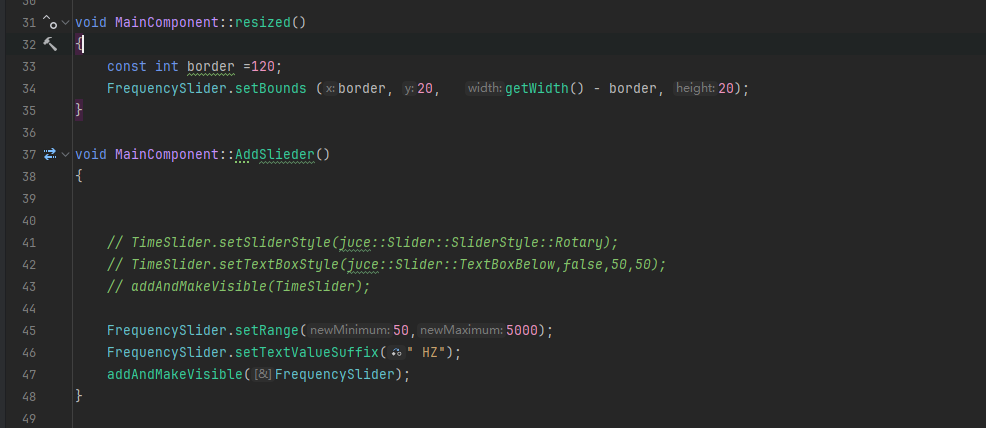 30
31 void MainComponent::resized()
32 {
33 const int border =120;
34 FrequencySlider.setBounds (x: border, y: 20, width: getWidth() - border, height: 20);
35 }
36
37 void MainComponent::AddSlieder()
38 {
39
40
41 // TimeSlider.setSliderStyle(juce::Slider::SliderStyle::Rotary);
42 // TimeSlider.setTextBoxStyle(juce::Slider::TextBoxBelow,false,50,50);
43 // addAndMakeVisible(TimeSlider);
44
45 FrequencySlider.setRange(newMinimum: 50,newMaximum: 5000);
46 FrequencySlider.setTextValueSuffix(" HZ");
47 addAndMakeVisible([&]FrequencySlider);
48 }
49